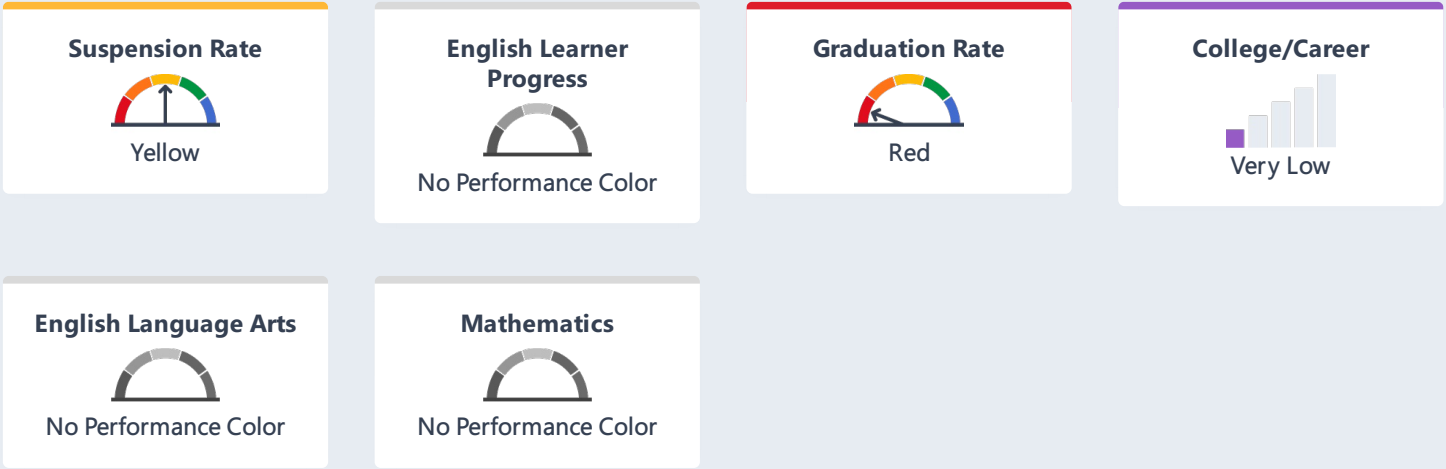 Suspension Rate
Yellow
English Learner
Progress
No Performance Color
Graduation Rate
Red
College/Career
Very Low
English Language Arts
No Performance Color
Mathematics
No Performance Color